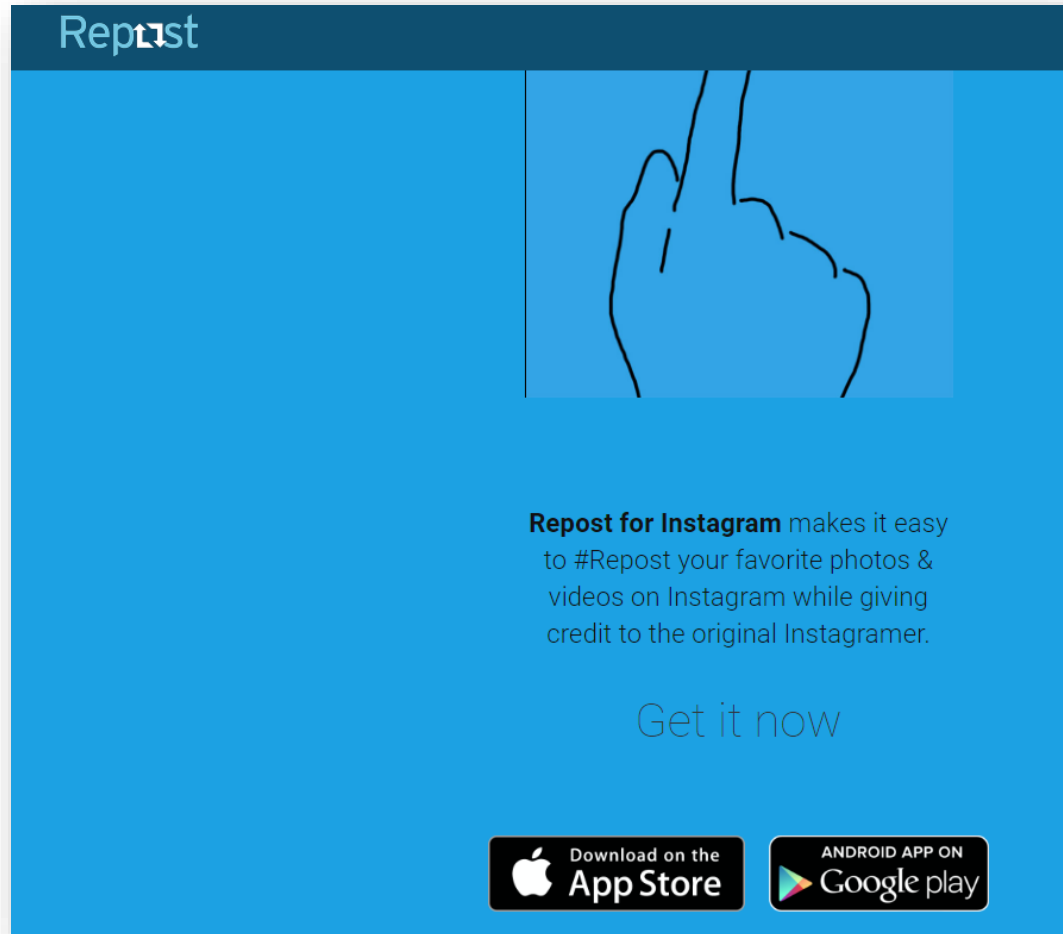 Repost
Repost for Instagram makes it easy
to #Repost your favorite photos &
videos on Instagram while giving
credit to the original Instagramer.
Get it now
Download on the
App Store
ANDROID APP ON
Google play